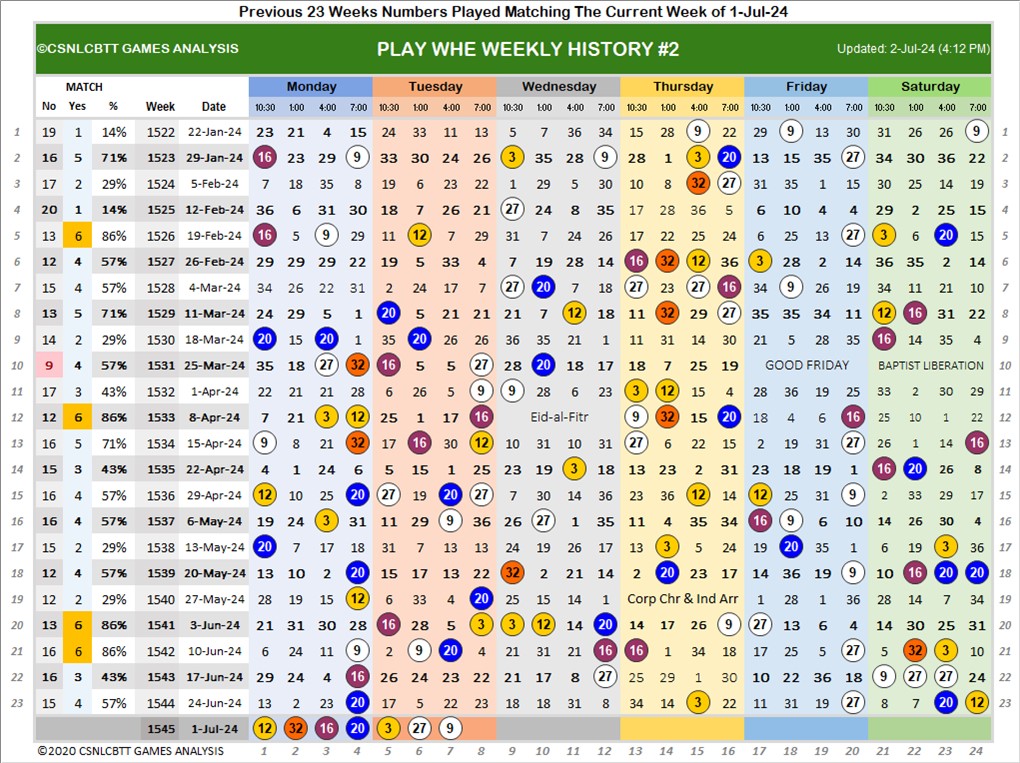 Previous 23 Weeks Numbers Played Matching The Current Week of 1-Jul-24
©CSNLCBTT GAMES ANALYSIS PLAY WHE WEEKLY HISTORY #2 Updated: 2-Jul-24 (4:12 PM)
MATCH Monday Tuesday Wednesday Thursday Friday Saturday
No Yes % Week Date 10:30 1:00 4:00 7:00 10:30 1:00 4:00 7:00 10:30 1:00 4:00 7:00 10:30 1:00 4:00 7:00 10:30 1:00 4:00 7:00 10:30 1:00 4:00 7:00
1 19 1 14% 1522 22-Jan-24 23 21 4 15 24 33 11 13 5 7 36 34 15 28 9 22 29 9 13 30 31 26 26 9 1
2 16 5 71% 1523 29-Jan-24 16 23 29 9 33 30 24 26 3 35 28 9 28 1 3 20 13 15 35 27 34 30 36 22 2
3 17 2 29% 1524 5-Feb-24 7 18 35 8 19 6 23 22 1 29 5 30 10 8 32 27 31 35 1 15 30 25 14 19 3
4 20 1 14% 1525 12-Feb-24 36 6 31 30 18 7 26 21 27 24 8 35 17 28 36 5 6 10 4 4 29 2 25 15 4
5 13 6 86% 1526 19-Feb-24 16 5 9 29 11 12 7 29 31 7 24 26 17 22 25 24 6 25 13 27 3 6 20 15 5
6 12 4 57% 1527 26-Feb-24 29 29 29 22 19 5 33 4 7 19 28 14 16 32 12 36 3 28 2 14 36 35 2 14 6
7 15 4 57% 1528 4-Mar-24 34 26 22 31 2 24 17 7 27 20 7 18 27 23 27 16 34 9 26 19 34 11 21 10 7
8 13 5 71% 1529 11-Mar-24 24 29 5 1 20 5 21 21 21 7 12 18 11 32 29 27 35 35 34 11 12 16 31 22 8
9 14 2 29% 1530 18-Mar-24 20 15 20 1 35 20 26 26 36 35 21 1 11 31 14 30 21 5 28 35 16 14 35 4 9
10 9 4 57% 1531 25-Mar-24 35 18 27 32 16 5 5 27 28 20 18 17 18 7 25 19 GOOD FRIDAY BAPTIST LIBERATION 10
11 17 3 43% 1532 1-Apr-24 22 21 21 28 6 26 5 9 9 28 6 23 3 12 15 4 28 36 19 25 33 2 30 29 11
12 12 6 86% 1533 8-Apr-24 7 21 3 12 25 1 17 16 Eid-al-Fitr 9 32 15 20 18 4 6 16 25 5 1 22 12
13 16 5 71% 1534 15-Apr-24 9 8 21 32 17 16 30 12 10 31 10 31 27 6 22 15 2 19 31 27 26 1 14 16 13
14 15 3 43% 1535 22-Apr-24 4 1 24 6 5 15 1 25 23 19 3 18 13 23 2 31 23 18 19 1 16 20 26 8 14
15 16 4 57% 1536 29-Apr-24 12 10 25 20 27 19 20 27 7 30 14 36 23 36 12 14 12 25 31 9 2 33 29 17 15
16 16 4 57% 1537 6-May-24 19 24 3 31 11 29 9 36 26 27 1 35 11 4 35 34 16 9 6 10 14 26 30 4 16
17 15 2 29% 1538 13-May-24 20 7 17 18 31 7 13 13 24 19 26 17 13 3 5 24 19 20 35 1 6 19 3 36 17
18 12 4 57% 1539 20-May-24 13 10 2 20 15 17 13 22 32 2 21 14 2 20 23 17 14 36 19 9 10 16 20 20 18
19 12 2 29% 1540 27-May-24 28 19 15 12 6 33 4 20 25 15 14 1 Corp Chr & Ind Arr 1 28 1 36 28 14 7 34 19
20 13 6 86% 1541 3-Jun-24 21 31 30 28 16 28 5 3 3 12 14 20 14 17 26 9 27 13 6 4 14 30 25 31 20
21 16 6 86% 1542 10-Jun-24 6 24 11 9 2 9 20 4 21 31 21 16 16 1 34 18 17 25 5 27 5 32 3 10 21
22 16 3 43% 1543 17-Jun-24 29 24 4 16 26 24 23 22 21 17 8 27 25 29 1 30 10 22 36 18 9 27 27 24 22
23 15 4 57% 1544 24-Jun-24 13 2 23 20 17 5 22 23 18 18 31 8 34 14 3 22 11 31 19 27 8 7 20 12 23
1545 1-Jul-24 12 32 16 20 3 27 9
©2020 CSNLCBTT GAMES ANALYSIS 1 2 3 4 5 6 7 8 9 10 11 12 13 14 15 16 17 18 19 20 21 22 23 24